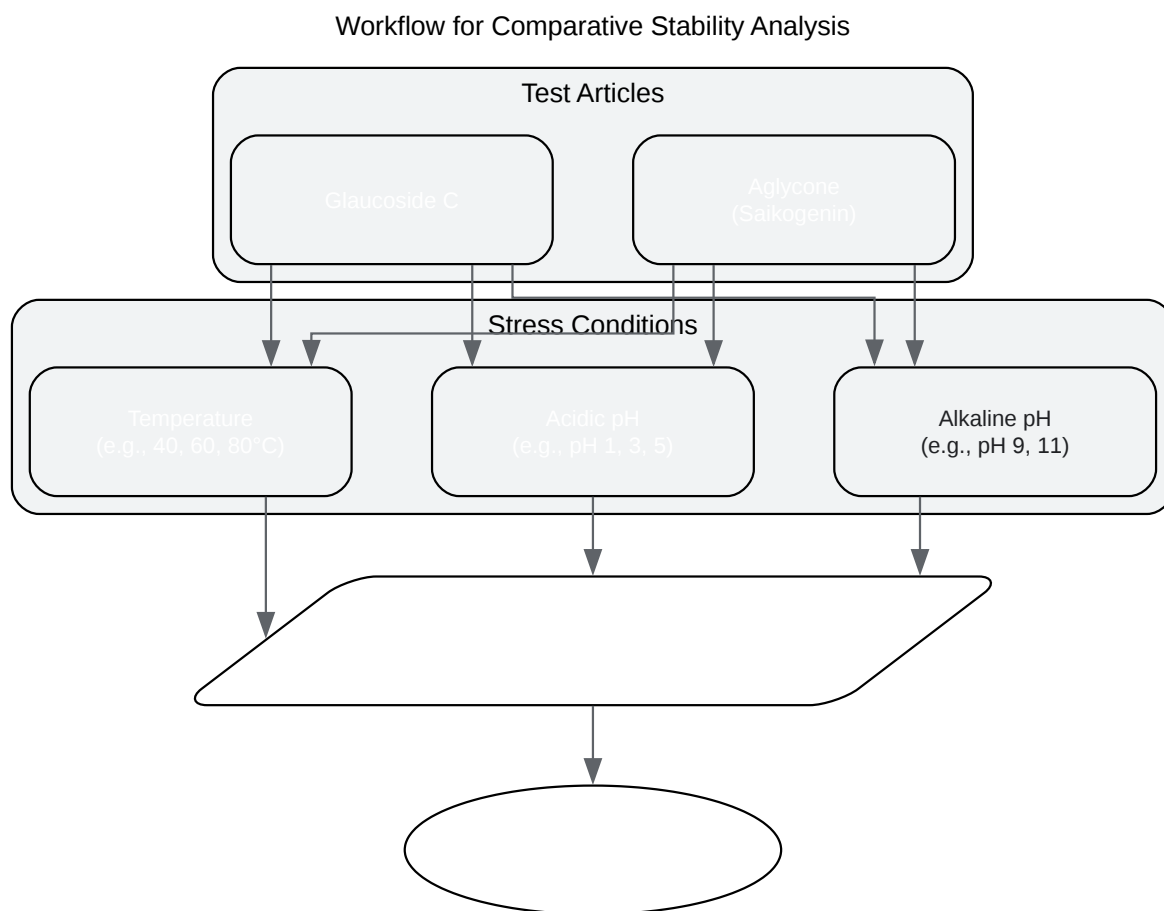 Workflow for Comparative Stability Analysis
Test Articles
Glaucoside C
Aglycone
(Saikogenin)
Stress Conditions
Temperature
(e.g., 40, 60, 80°C)
Acidic pH
(e.g., pH 1, 3, 5)
Alkaline pH
(e.g., pH 9, 11)